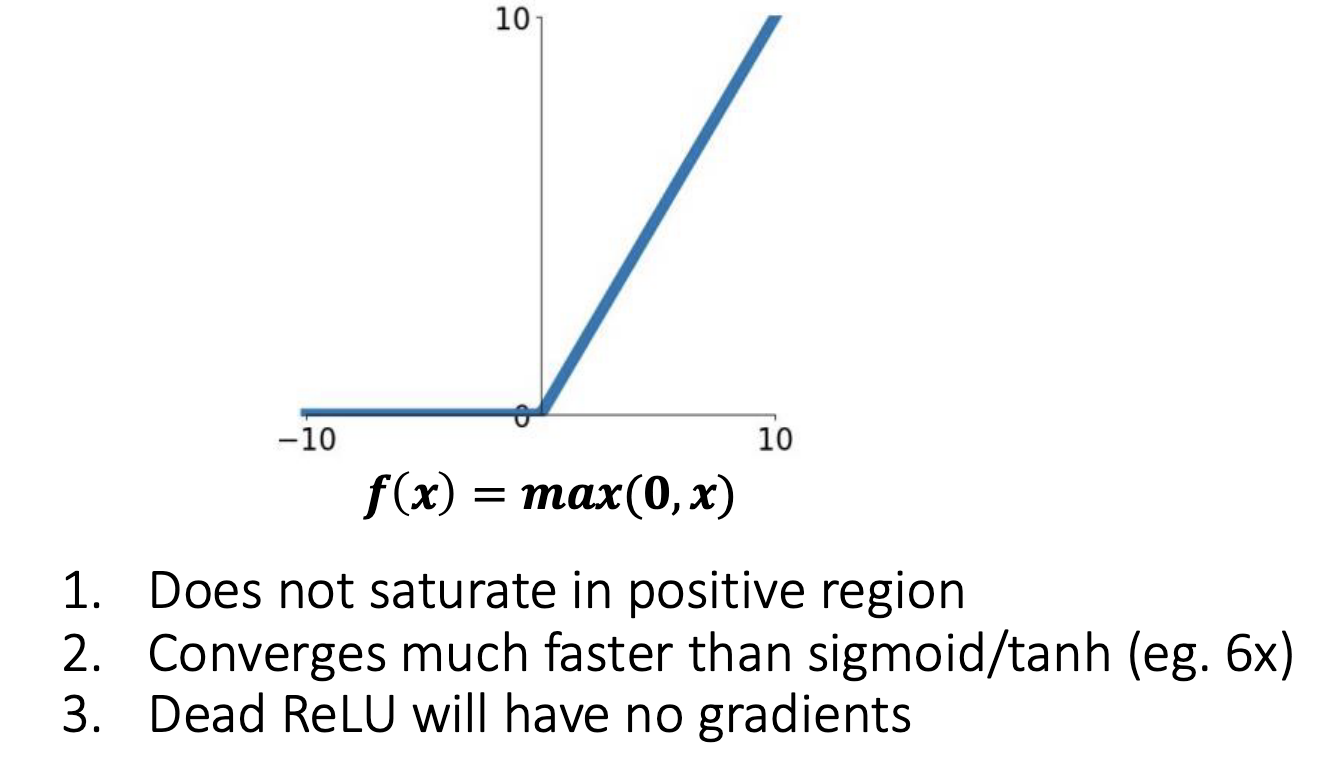 10
0
−10
10
f(x) = max(0, x)
1. Does not saturate in positive region
2. Converges much faster than sigmoid/tanh (eg. 6x)
3. Dead ReLU will have no gradients